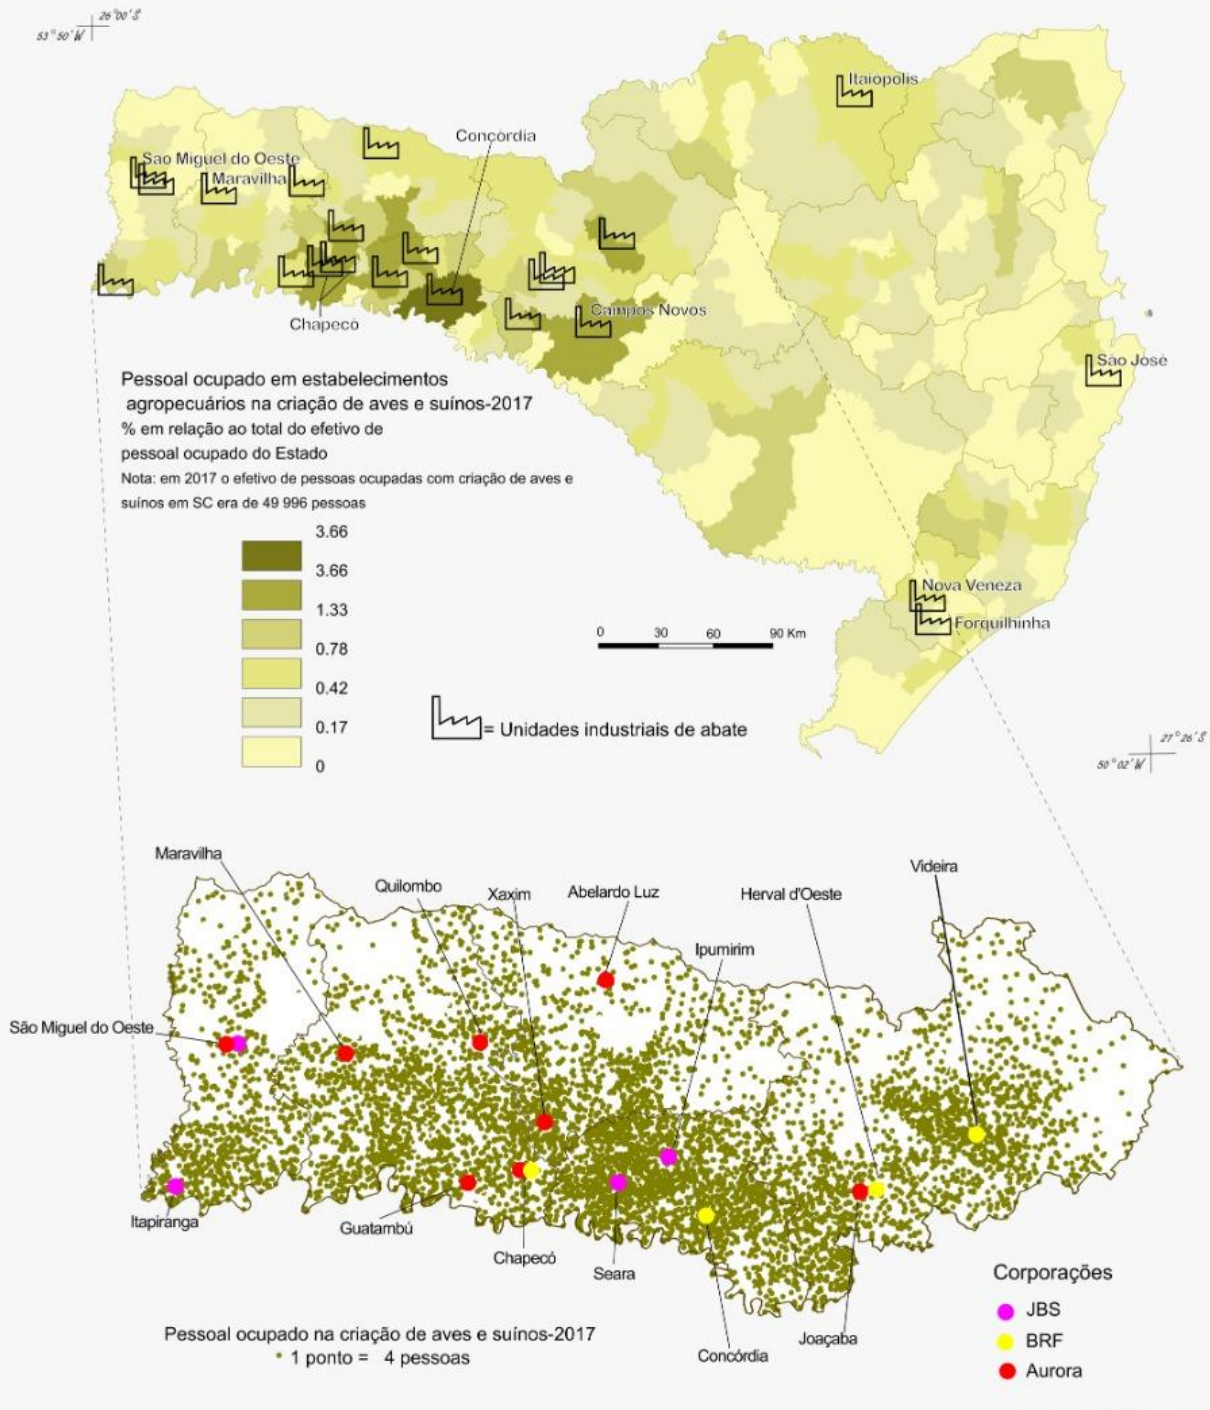 26°00' S
53°50' W
Itaiopolis
Concórdia
São Miguel do Oeste
Maravilha
Campos Novos
Chapecó
São José
Pessoal ocupado em estabelecimentos
agropecuários na criação de aves e suínos-2017
% em relação ao total do efetivo de
pessoal ocupado do Estado
Nota: em 2017 o efetivo de pessoas ocupadas com criação de aves e
suínos em SC era de 49 996 pessoas
3.66
3.66
1.33
0.78
0.42
0.17
0
Nova Veneza
Forquilhinha
0 30 60 90 Km
= Unidades industriais de abate
27°26' S
50°02' W
Maravilha
Videira
Quilombo
Xaxim
Abelardo Luz
Herval d'Oeste
Ipumirim
São Miguel do Oeste
Itapiranga
Guatambú
Chapecó
Seara
Corporações
JBS
BRF
Aurora
Pessoal ocupado na criação de aves e suínos-2017
1 ponto = 4 pessoas
Joaçaba
Concórdia